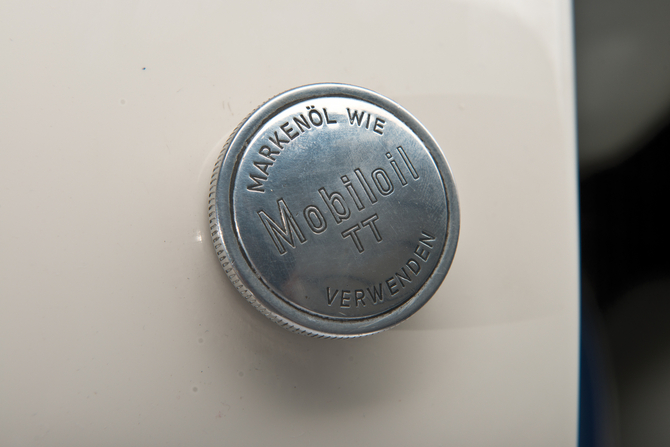 MARKENÖL WIE
Mobiloil
TT
VERWENDEN